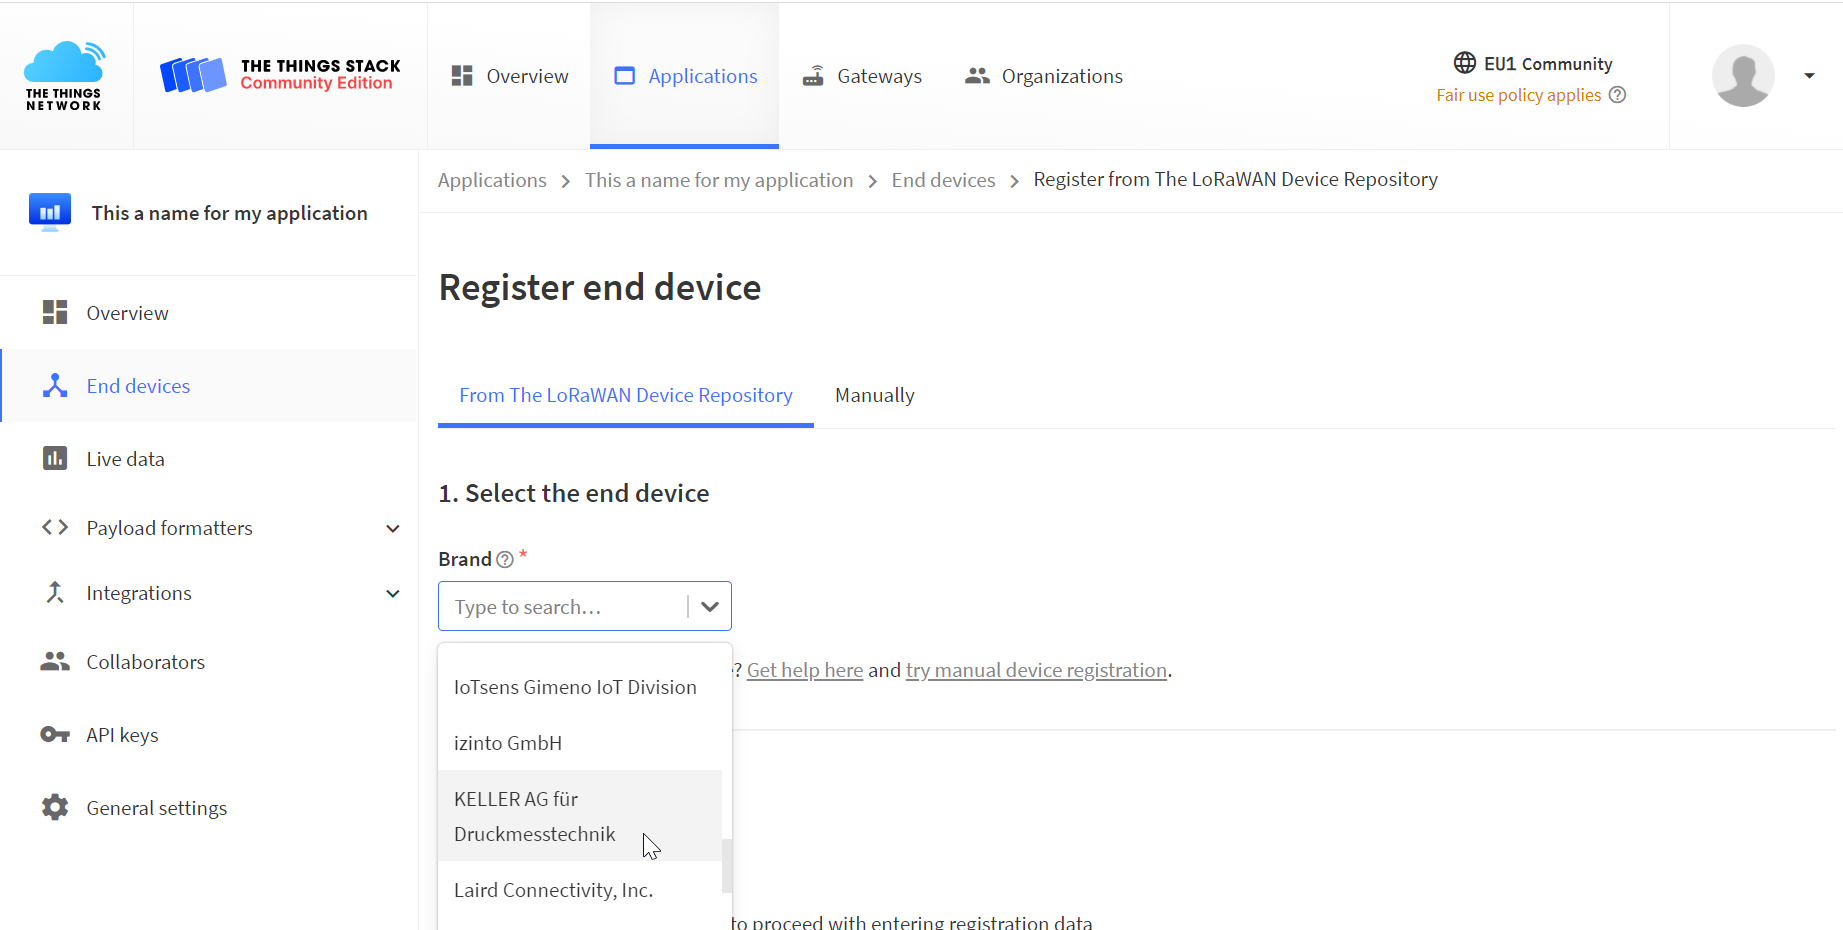 THE THINGS
NETWORK
THE THINGS STACK
Community Edition
Overview
Applications
Gateways
Organizations
EU1 Community
Fair use policy applies
This a name for my application
Overview
End devices
Live data
Payload formatters
Integrations
Collaborators
API keys
General settings
Applications > This a name for my application > End devices > Register from The LoRaWAN Device Repository
Register end device
From The LoRaWAN Device Repository
Manually
1. Select the end device
Brand *
Type to search...
? Get help here and try manual device registration.
IoTsens Gimeno IoT Division
izinto GmbH
KELLER AG für
Druckmesstechnik
Laird Connectivity, Inc.
to proceed with entering registration data